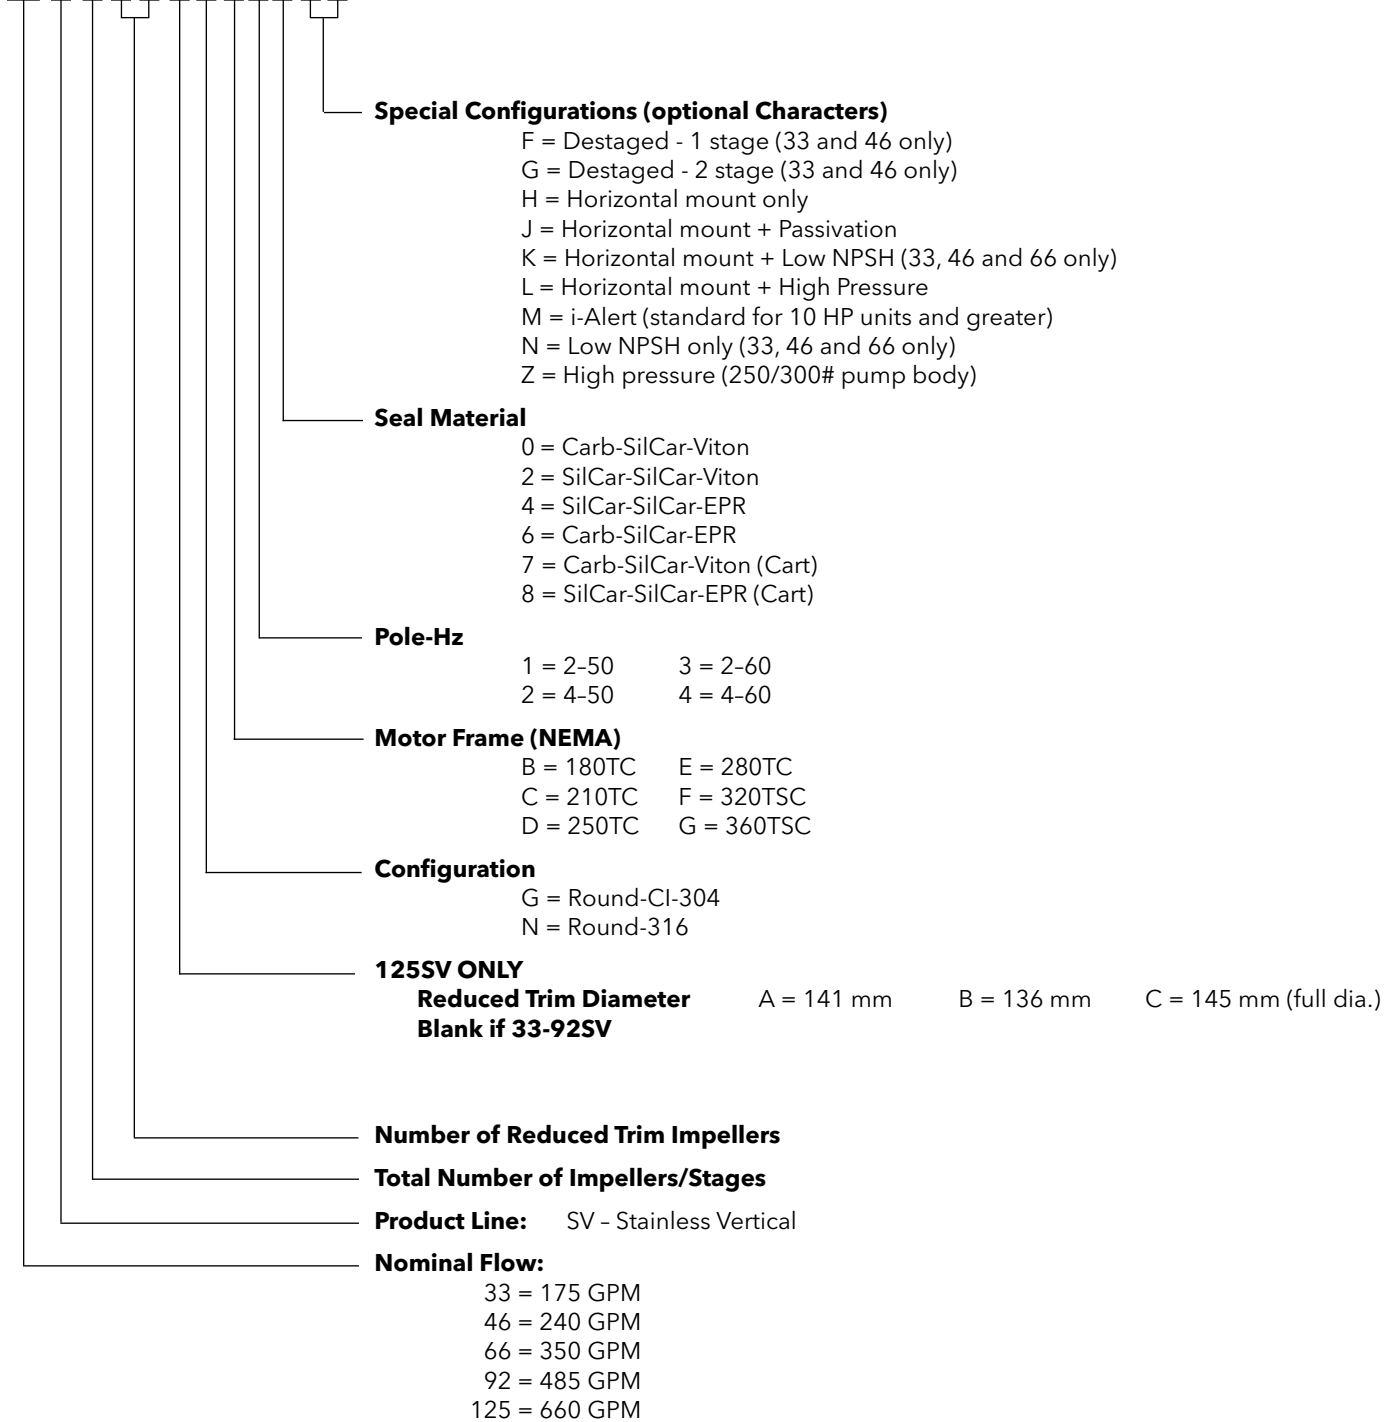 Special Configurations (optional Characters)
F = Destaged - 1 stage (33 and 46 only)
G = Destaged - 2 stage (33 and 46 only)
H = Horizontal mount only
J = Horizontal mount + Passivation
K = Horizontal mount + Low NPSH (33, 46 and 66 only)
L = Horizontal mount + High Pressure
M = i-Alert (standard for 10 HP units and greater)
N = Low NPSH only (33, 46 and 66 only)
Z = High pressure (250/300# pump body)
Seal Material
0 = Carb-SilCar-Viton
2 = SilCar-SilCar-Viton
4 = SilCar-SilCar-EPR
6 = Carb-SilCar-EPR
7 = Carb-SilCar-Viton (Cart)
8 = SilCar-SilCar-EPR (Cart)
Pole-Hz
1 = 2–50 3 = 2–60
2 = 4–50 4 = 4–60
Motor Frame (NEMA)
B = 180TC E = 280TC
C = 210TC F = 320TSC
D = 250TC G = 360TSC
Configuration
G = Round-CI-304
N = Round-316
125SV ONLY
Reduced Trim Diameter A = 141 mm B = 136 mm C = 145 mm (full dia.)
Blank if 33-92SV
Number of Reduced Trim Impellers
Total Number of Impellers/Stages
Product Line: SV – Stainless Vertical
Nominal Flow:
33 = 175 GPM
46 = 240 GPM
66 = 350 GPM
92 = 485 GPM
125 = 660 GPM